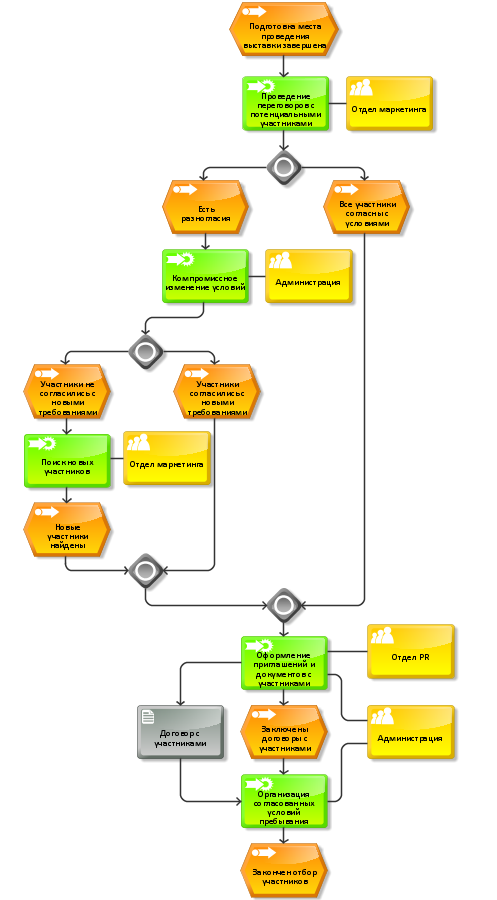 Подготовка места
проведения
выставки завершена
Проведение
переговоров с
потенциальными
участниками
Отдел маркетинга
Есть
разногласия
Все участники
согласны с
условиями
Компромиссное
изменение условий
Администрация
Участники не
согласились с
новыми
требованиями
Участники
согласились с
новыми
требованиями
Поиск новых
участников
Отдел маркетинга
Новые
участники
найдены
Оформление
приглашений и
документов с
участниками
Отдел PR
Договор с
участниками
Заключены
договоры с
участниками
Администрация
Организация
согласованных
условий
пребывания
Закончен отбор
участников